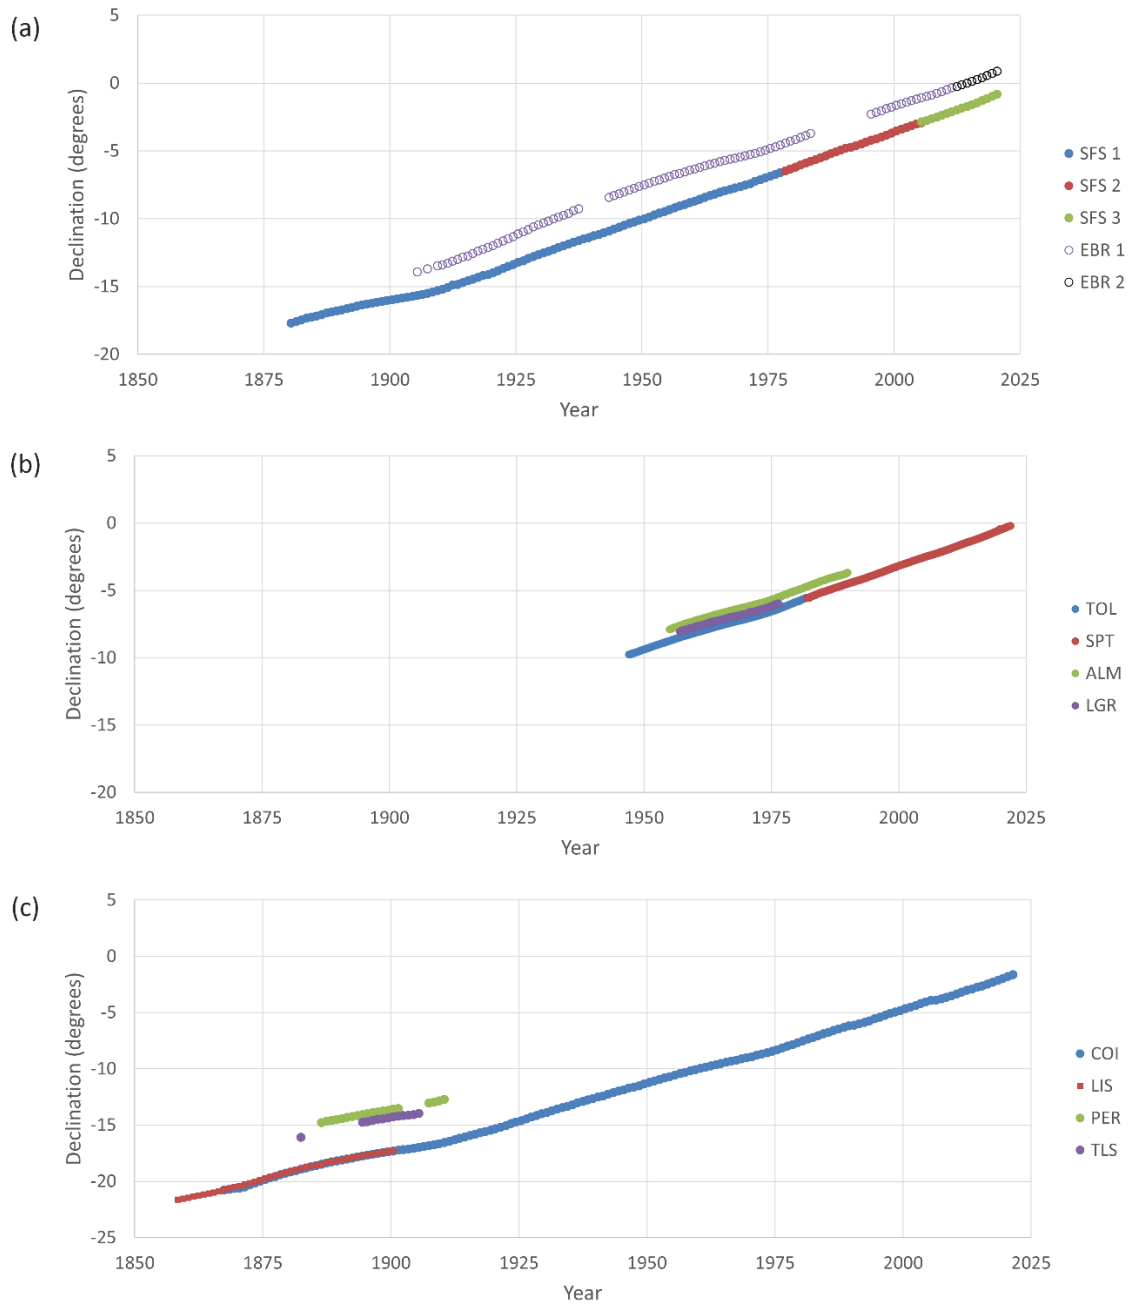 (a)
5
0
-5
-10
-15
-20
Declination (degrees)
1850 1875 1900 1925 1950 1975 2000 2025
Year
SFS 1
SFS 2
SFS 3
EBR 1
EBR 2
(b)
5
0
-5
-10
-15
-20
Declination (degrees)
1850 1875 1900 1925 1950 1975 2000 2025
Year
TOL
SPT
ALM
LGR
(c)
5
0
-5
-10
-15
-20
-25
Declination (degrees)
1850 1875 1900 1925 1950 1975 2000 2025
Year
COI
LIS
PER
TLS